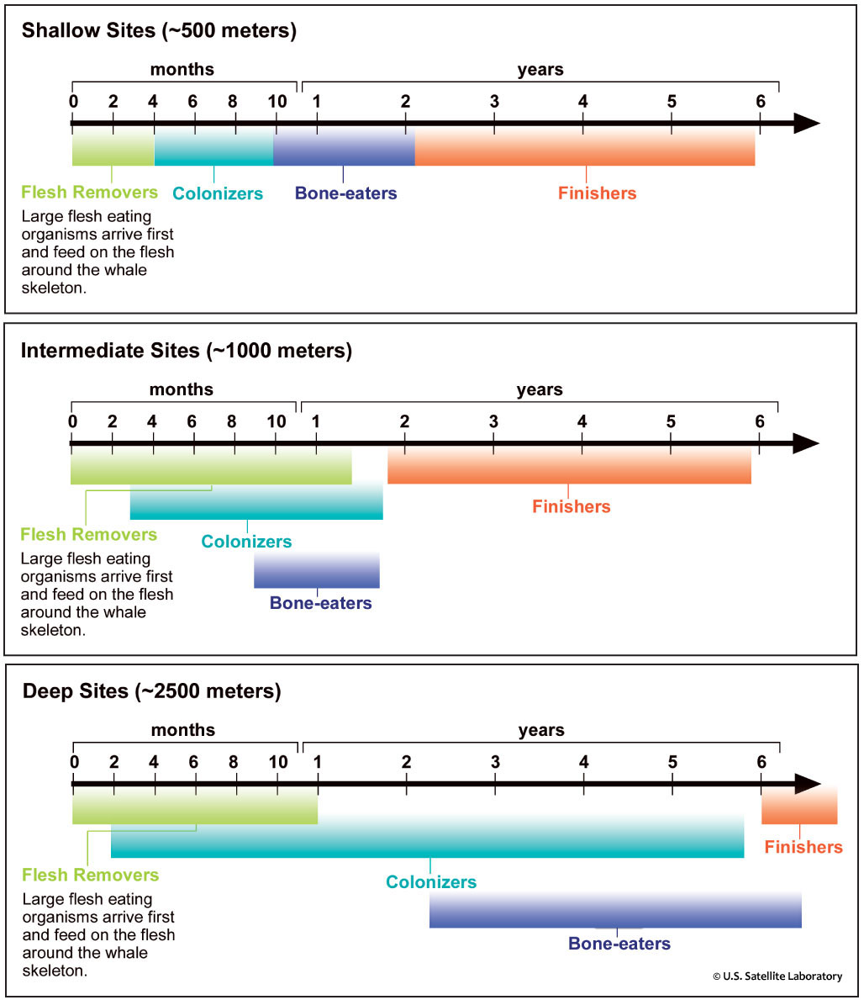 Shallow Sites (~500 meters)
months years
0 2 4 6 8 10 1 2 3 4 5 6
Flesh Removers Colonizers Bone-eaters Finishers
Large flesh eating
organisms arrive first
and feed on the flesh
around the whale
skeleton.
Intermediate Sites (~1000 meters)
months years
0 2 4 6 8 10 1 2 3 4 5 6
Finishers
Flesh Removers
Colonizers
Large flesh eating
organisms arrive first
and feed on the flesh
around the whale
skeleton.
Bone-eaters
Deep Sites (~2500 meters)
months years
0 2 4 6 8 10 1 2 3 4 5 6
Finishers
Flesh Removers
Colonizers
Large flesh eating
organisms arrive first
and feed on the flesh
around the whale
skeleton.
Bone-eaters
© U.S. Satellite Laboratory